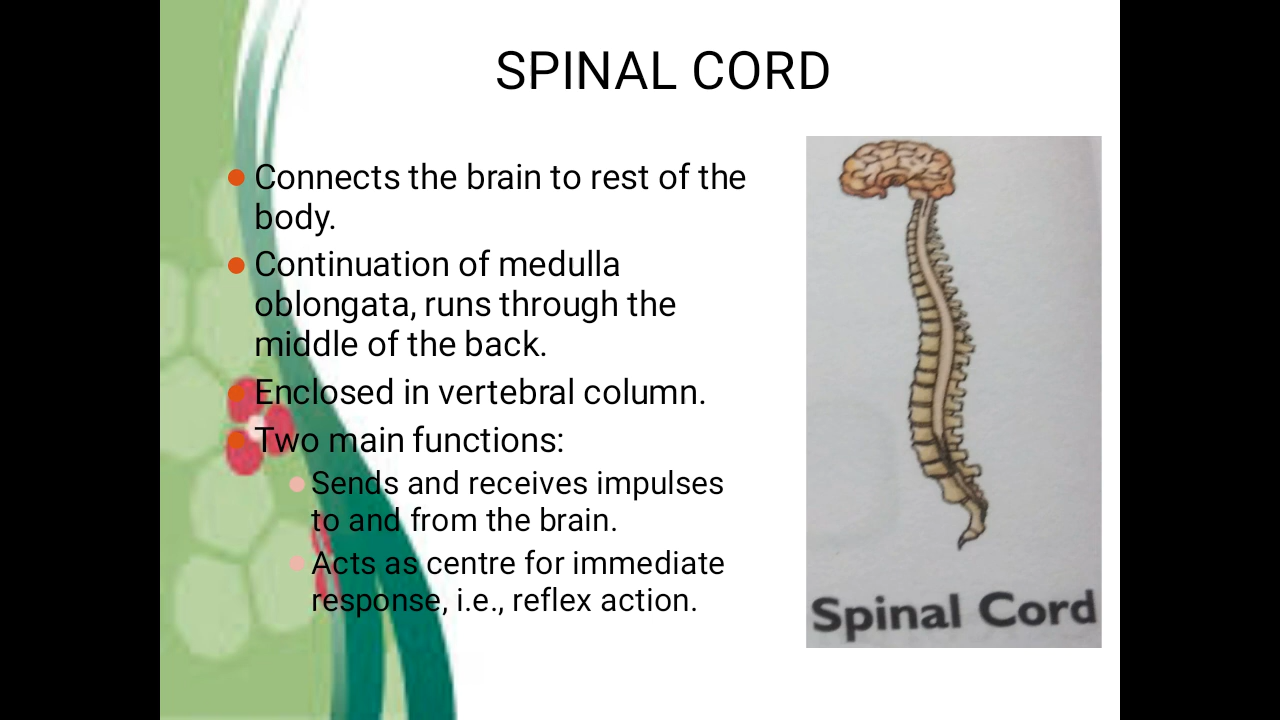 SPINAL CORD
Connects the brain to rest of the
body.
Continuation of medulla
oblongata, runs through the
middle of the back.
Enclosed in vertebral column.
Two main functions:
Sends and receives impulses
to and from the brain.
Acts as centre for immediate
response, i.e., reflex action.
Spinal Cord